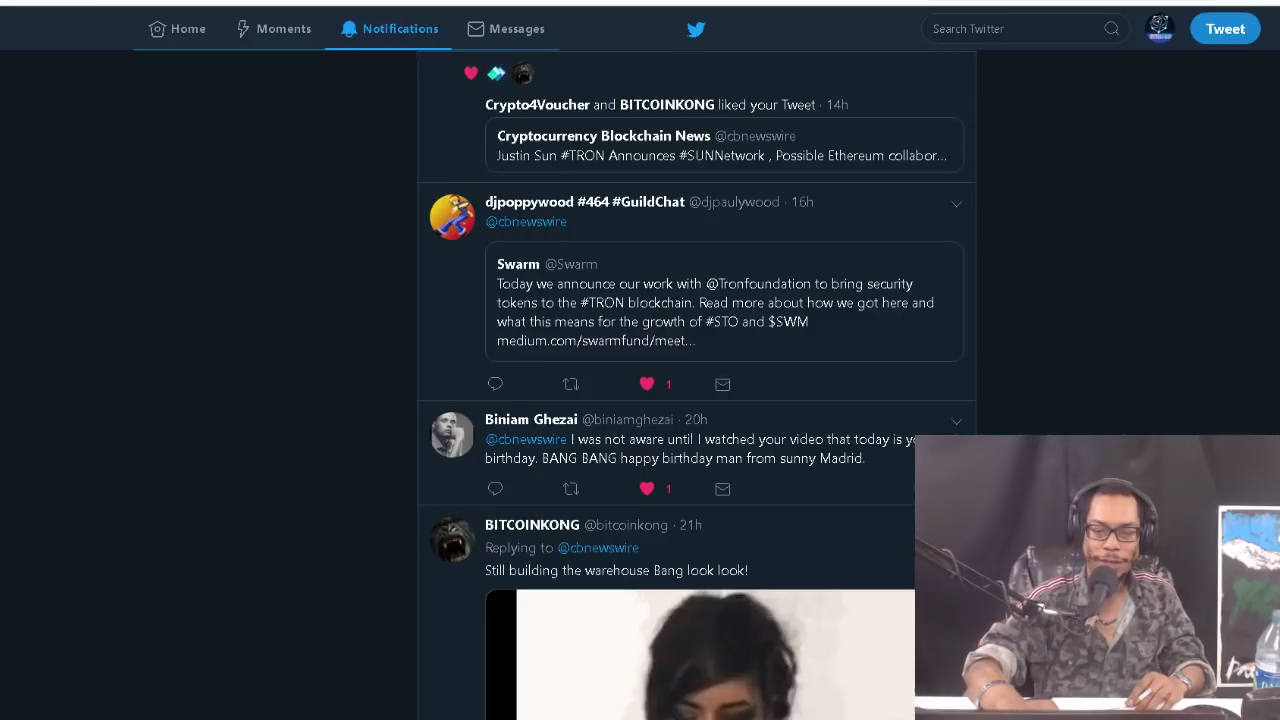 Home Moments Notifications Messages Search Twitter Tweet
Crypto4Voucher and BITCOINKONG liked your Tweet · 14h
Cryptocurrency Blockchain News @cbnewswire
Justin Sun #TRON Announces #SUNNetwork , Possible Ethereum collabor...
djpoppywood #464 #GuildChat @djpaulywood · 16h
@cbnewswire
Swarm @Swarm
Today we announce our work with @Tronfoundation to bring security
tokens to the #TRON blockchain. Read more about how we got here and
what this means for the growth of #STO and $SWM
medium.com/swarmfund/meet...
1
Biniam Ghezai @biniamghezai · 20h
@cbnewswire I was not aware until I watched your video that today is
birthday. BANG BANG happy birthday man from sunny Madrid.
1
BITCOINKONG @bitcoinkong · 21h
Replying to @cbnewswire
Still building the warehouse Bang look look!